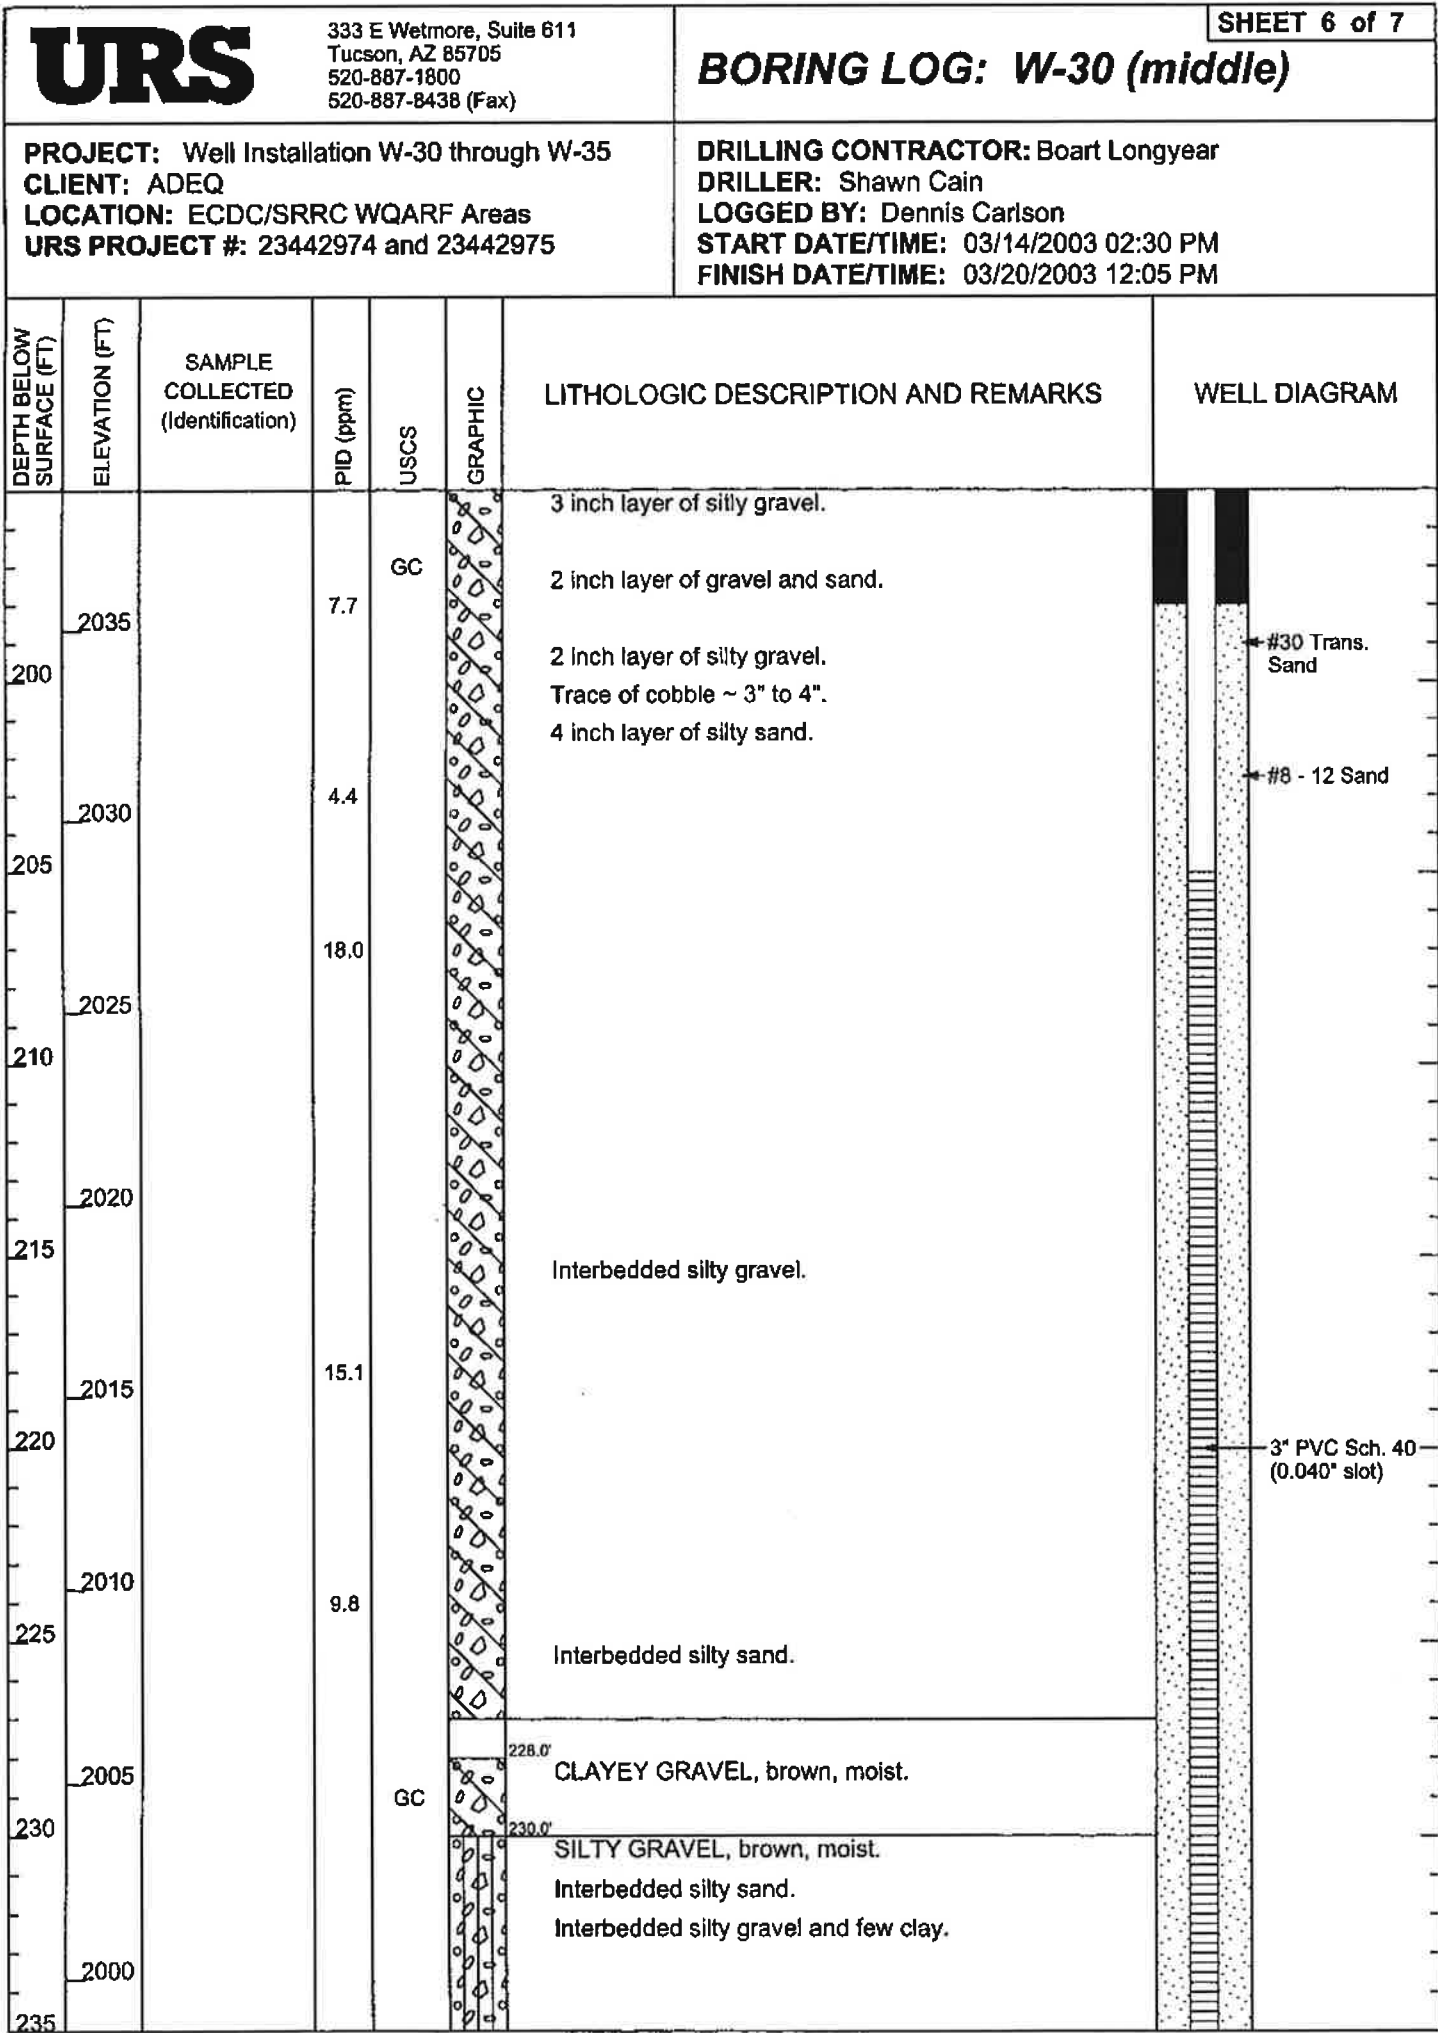 URS
333 E Wetmore, Suite 611
Tucson, AZ 85705
520-887-1800
520-887-8438 (Fax)
SHEET 6 of 7
BORING LOG: W-30 (middle)
PROJECT: Well Installation W-30 through W-35
CLIENT: ADEQ
LOCATION: ECDC/SRRC WQARF Areas
URS PROJECT #: 23442974 and 23442975
DRILLING CONTRACTOR: Boart Longyear
DRILLER: Shawn Cain
LOGGED BY: Dennis Carlson
START DATE/TIME: 03/14/2003 02:30 PM
FINISH DATE/TIME: 03/20/2003 12:05 PM
DEPTH BELOW
SURFACE (FT)
ELEVATION (FT)
SAMPLE
COLLECTED
(Identification)
PID (ppm)
USCS
GRAPHIC
LITHOLOGIC DESCRIPTION AND REMARKS
WELL DIAGRAM
3 inch layer of sitly gravel.
GC
2 inch layer of gravel and sand.
7.7
2035
#30 Trans.
Sand
2 inch layer of silty gravel.
200
Trace of cobble ~ 3" to 4".
4 inch layer of silty sand.
#8 - 12 Sand
4.4
2030
205
18.0
2025
210
2020
215
Interbedded silty gravel.
15.1
2015
220
3" PVC Sch. 40
(0.040" slot)
2010
9.8
225
Interbedded silty sand.
228.0'
CLAYEY GRAVEL, brown, moist.
2005
GC
230
230.0'
SILTY GRAVEL, brown, moist.
Interbedded silty sand.
Interbedded silty gravel and few clay.
2000
235